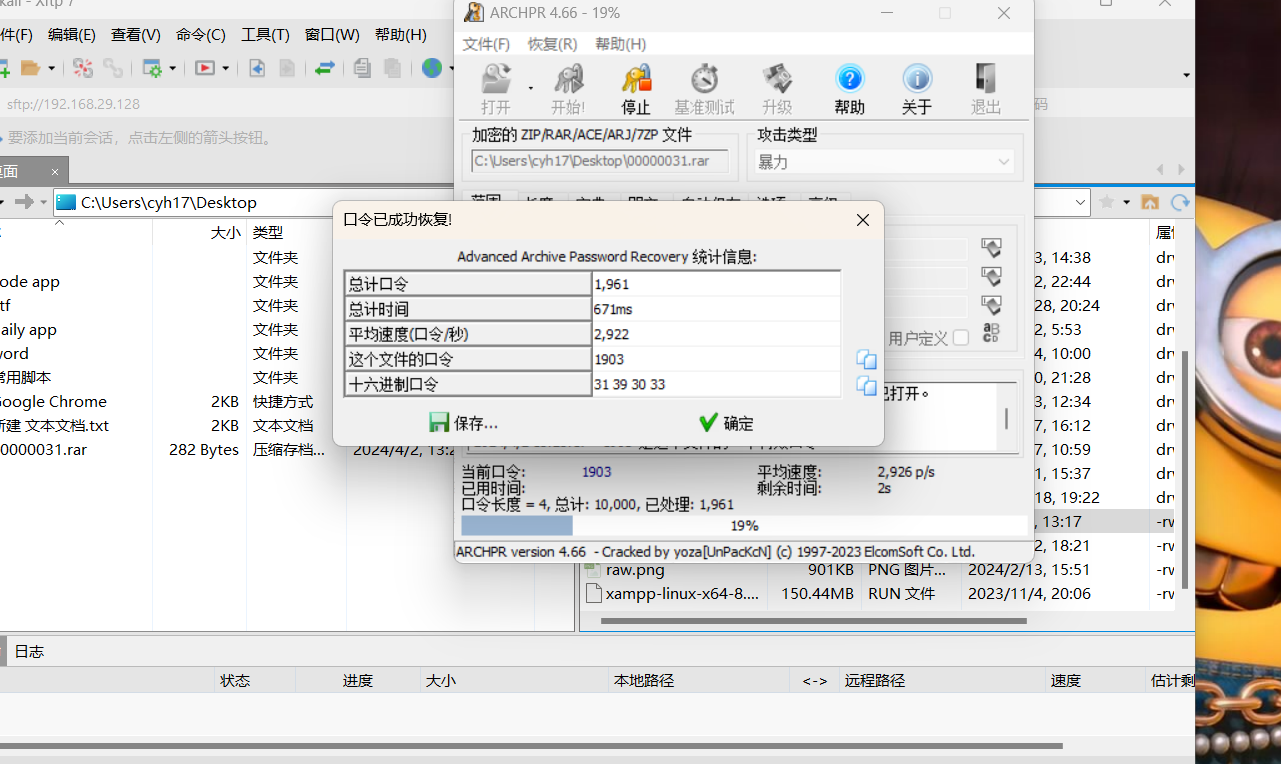 kali - Xftp 7
ARCHPR 4.66 - 19%
件(F) 编辑(E) 查看(V) 命令(C) 工具(T) 窗口(W) 帮助(H)
文件(F) 恢复(R) 帮助(H)
打开 开始! 停止 基准测试 升级 帮助 关于 退出
sftp://192.168.29.128
码
要添加当前会话，点击左侧的箭头按钮。
加密的 ZIP/RAR/ACE/ARJ/7ZP 文件
攻击类型
C:\Users\cyh17\Desktop\00000031.rar
暴力
桌面 ×
C:\Users\cyh17\Desktop
口令已成功恢复!
Advanced Archive Password Recovery 统计信息:
总计口令 1,961
总计时间 671ms
平均速度(口令/秒) 2,922
这个文件的口令 1903
十六进制口令 31 39 30 33
保存... 确定
用户定义
已打开。
大小 类型
文件夹
ode app 文件夹
tf 文件夹
aily app 文件夹
word 文件夹
常用脚本 文件夹
Google Chrome 2KB 快捷方式
新建 文本文档.txt 2KB 文本文档
0000031.rar 282 Bytes 压缩存档... 2024/4/2, 13:2
属
3, 14:38 drv
2, 22:44 drv
28, 20:24 drv
2, 5:53 drv
4, 10:00 drv
0, 21:28 drv
3, 12:34 drv
7, 16:12 drv
7, 10:59 drv
1, 15:37 drv
18, 19:22 drv
, 13:17 -rw
2, 18:21 -rw
当前口令: 1903 平均速度: 2,926 p/s
已用时间: 剩余时间: 2s
口令长度 = 4, 总计: 10,000, 已处理: 1,961
19%
ARCHPR version 4.66 - Cracked by yoza[UnPacKcN] (c) 1997-2023 ElcomSoft Co. Ltd.
raw.png 901KB PNG 图片... 2024/2/13, 15:51 -rw
xampp-linux-x64-8.... 150.44MB RUN 文件 2023/11/4, 20:06 -rw
日志
状态 进度 大小 本地路径 <-> 远程路径 速度 估计剩